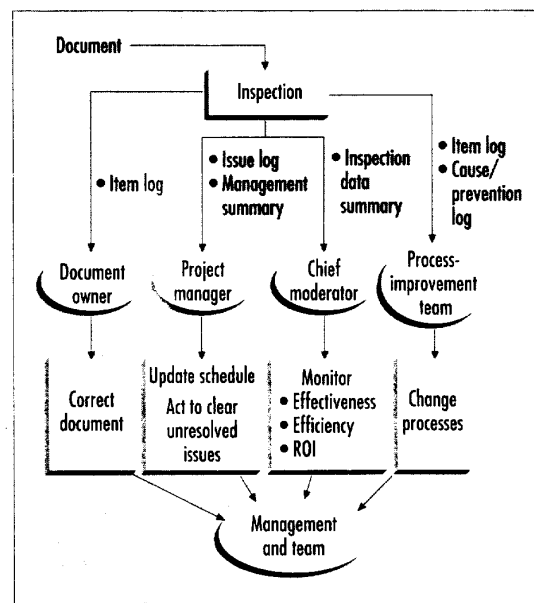 Document
Inspection
• Item log
• Issue log
• Management
summary
• Inspection
data
summary
• Item log
• Cause/
prevention
log
Document
owner
Project
manager
Chief
moderator
Process-
improvement
team
Correct
document
Update schedule
Act to clear
unresolved
issues
Monitor
• Effectiveness
• Efficiency
• ROI
Change
processes
Management
and team